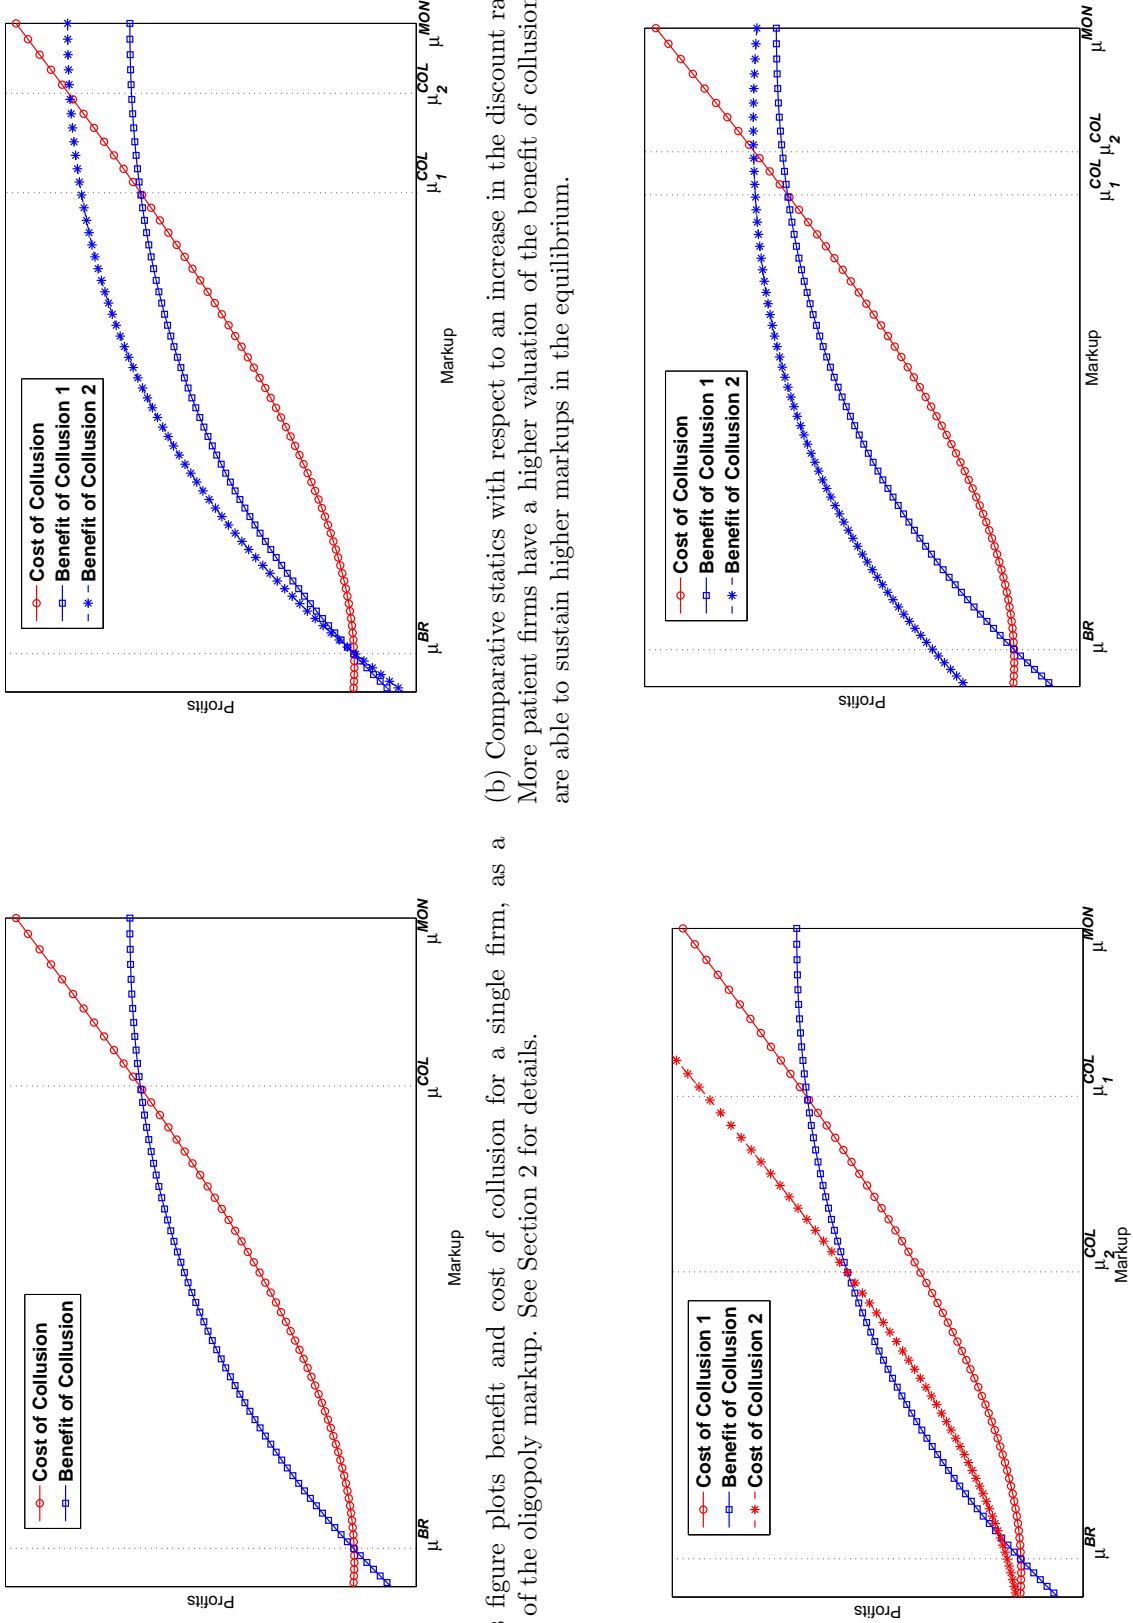 Cost of Collusion
Benefit of Collusion
Profits
μ BR
μ COL
μ MON
Markup
s figure plots benefit and cost of collusion for a single firm, as a
of the oligopoly markup. See Section 2 for details.
Cost of Collusion
Benefit of Collusion 1
Benefit of Collusion 2
Profits
μ BR
μ1 COL
μ2 COL
μ MON
Markup
(b) Comparative statics with respect to an increase in the discount ra
More patient firms have a higher valuation of the benefit of collusion
are able to sustain higher markups in the equilibrium.
Cost of Collusion 1
Benefit of Collusion
Cost of Collusion 2
Profits
μ BR
μ2 COL
μ1 COL
μ MON
Markup
Cost of Collusion
Benefit of Collusion 1
Benefit of Collusion 2
Profits
μ BR
μ1 COL
μ2 COL
μ MON
Markup